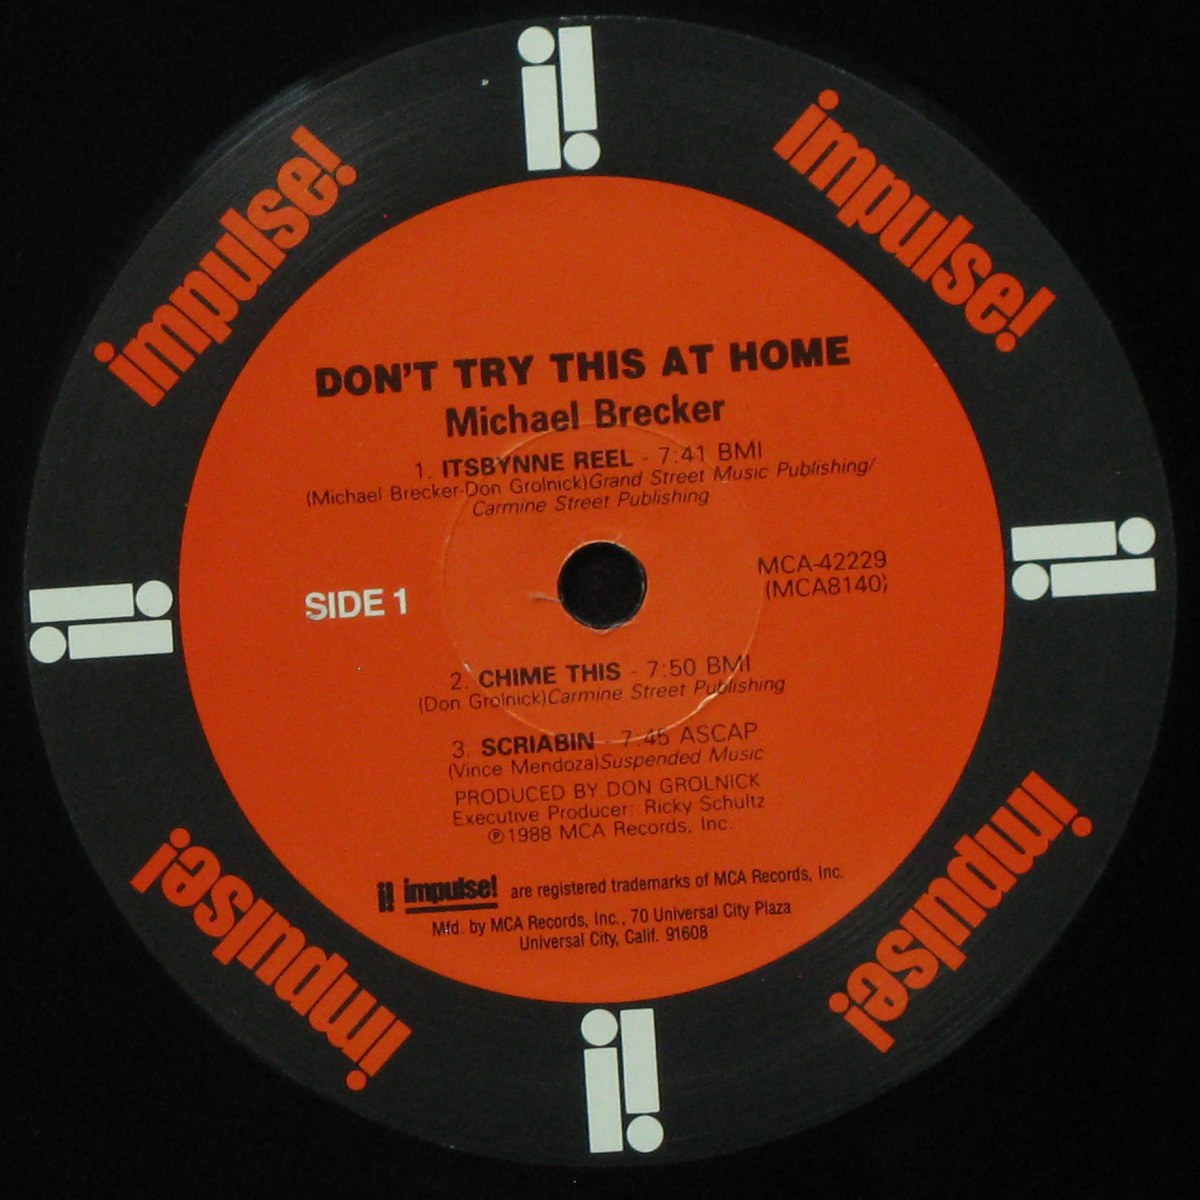 impulse!
impulse!
DON'T TRY THIS AT HOME
Michael Brecker
1. ITSBYNNE REEL - 7:41 BMI
(Michael Brecker-Don Grolnick)Grand Street Music Publishing/
Carmine Street Publishing
MCA-42229
(MCA8140)
SIDE 1
2. CHIME THIS - 7:50 BMI
(Don Grolnick)Carmine Street Publishing
3. SCRIABIN - 7:45 ASCAP
(Vince Mendoza)Suspended Music
PRODUCED BY DON GROLNICK
Executive Producer: Ricky Schultz
℗1988 MCA Records, Inc.
impulse! are registered trademarks of MCA Records, Inc.
Mfd. by MCA Records, Inc., 70 Universal City Plaza
Universal City, Calif. 91608
impulse!
impulse!